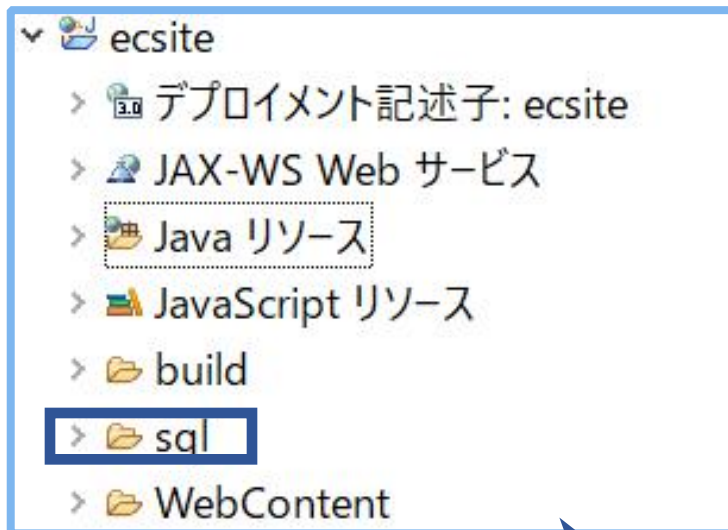 ecsite
デプロイメント記述子: ecsite
JAX-WS Web サービス
Java リソース
JavaScript リソース
build
sql
WebContent